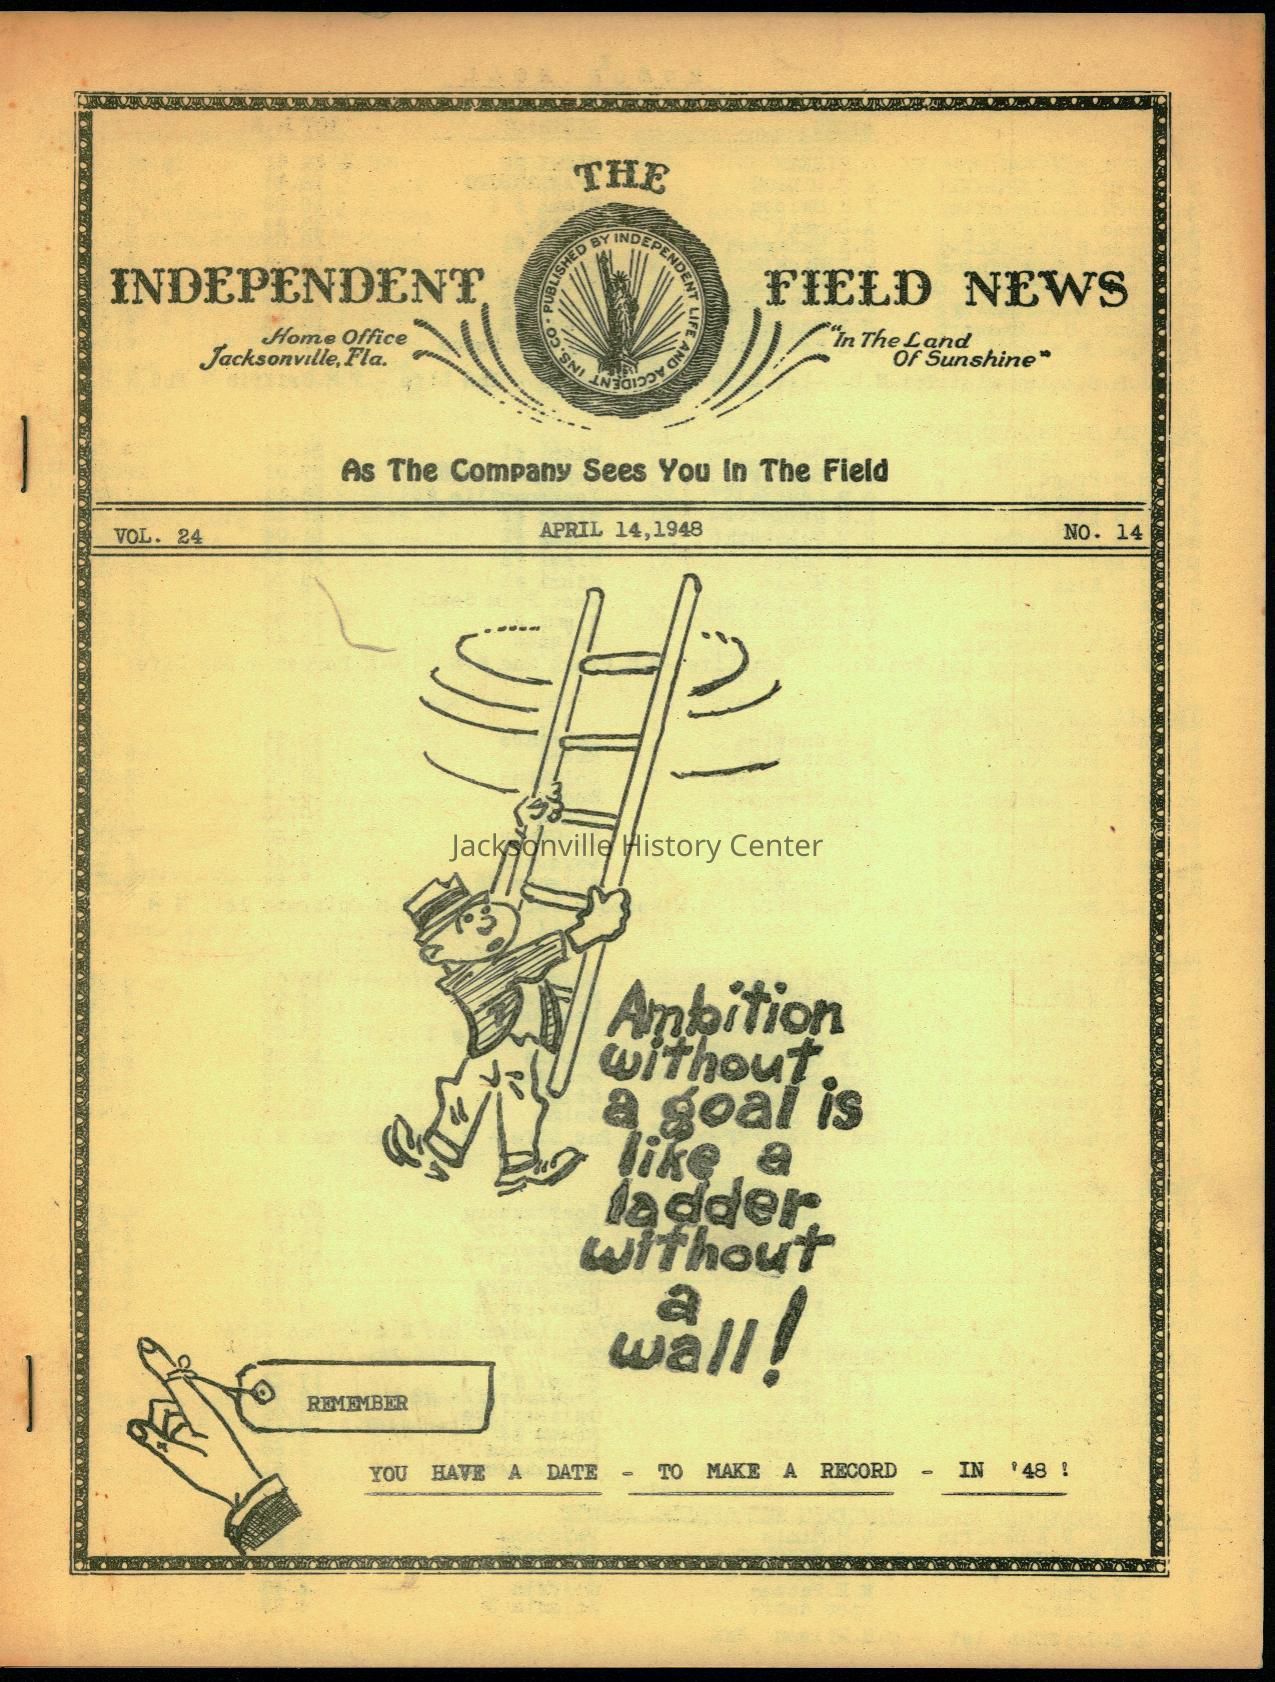 THE
INDEPENDENT FIELD NEWS
PUBLISHED BY INDEPENDENT LIFE AND ACCIDENT INS. CO.
Home Office
Jacksonville, Fla.
"In The Land
Of Sunshine"
As The Company Sees You In The Field
VOL. 24 APRIL 14,1948 NO. 14
Jacksonville History Center
Ambition
without
a goal is
like a
ladder
without
a
wall!
REMEMBER
YOU HAVE A DATE - TO MAKE A RECORD - IN '48 !